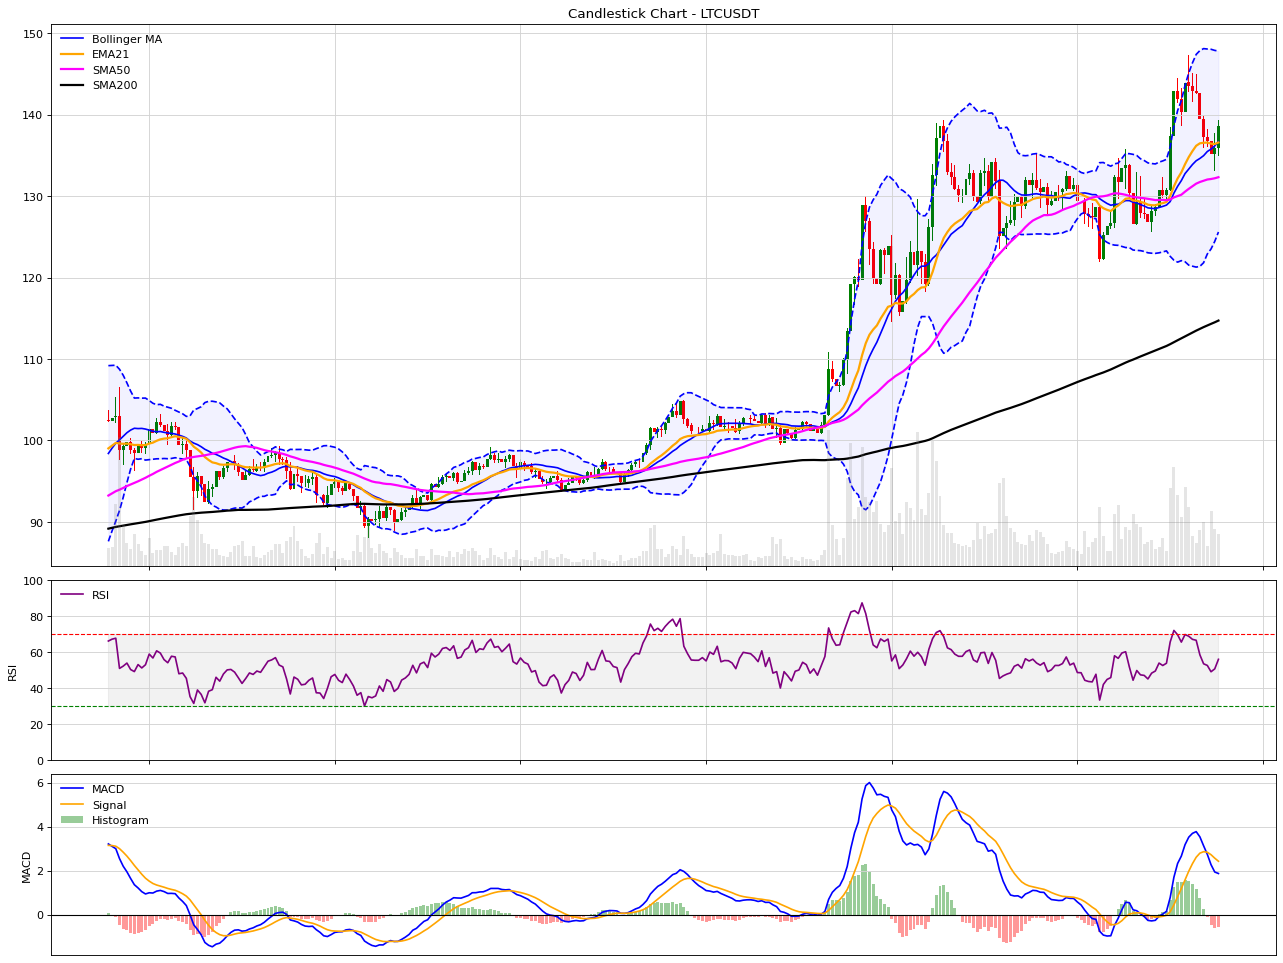 Candlestick Chart - LTCUSDT
Bollinger MA
EMA21
SMA50
SMA200
150
140
130
120
110
100
90
RSI
100
80
60
40
20
0
RSI
MACD
Signal
Histogram
6
4
2
0
MACD